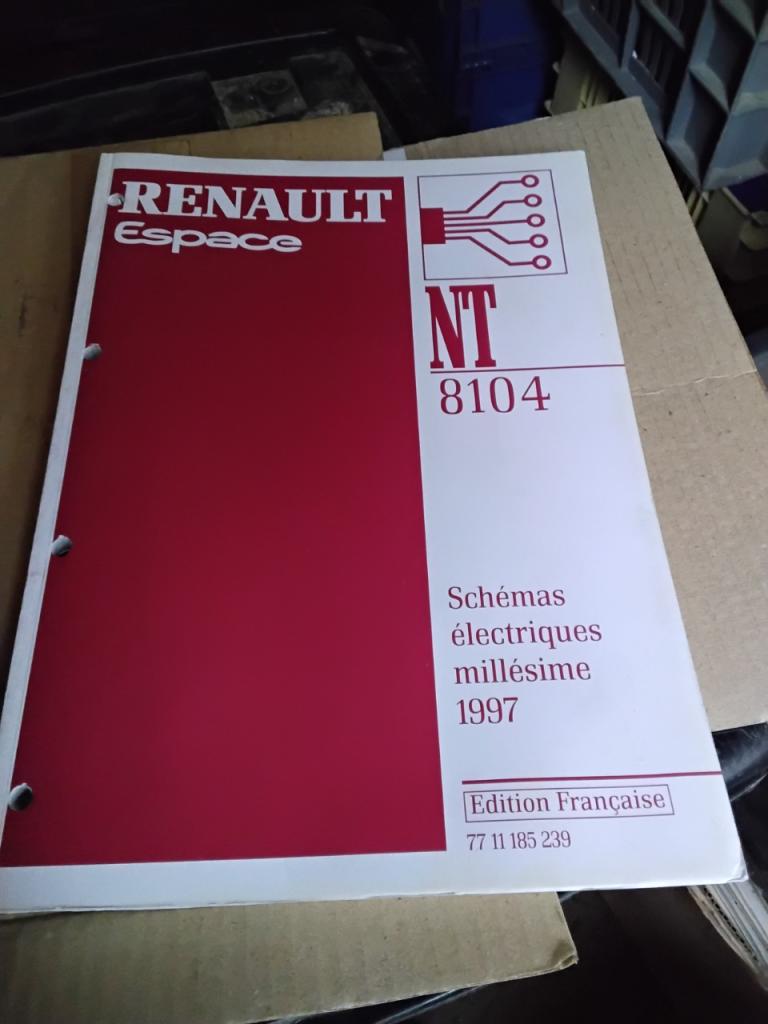 RENAULT
Espace
NT
8104
Schémas
électriques
millésime
1997
Edition Française
77 11 185 239